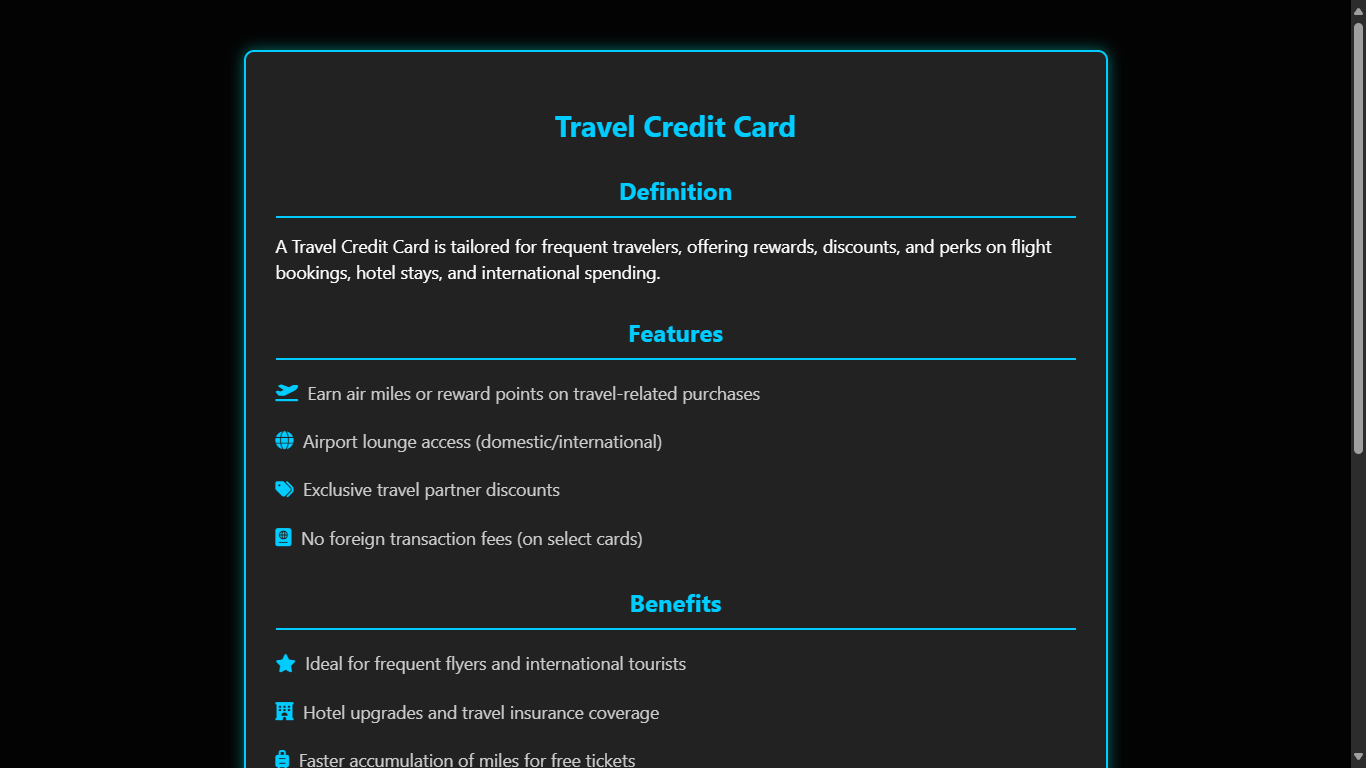 Travel Credit Card
Definition
A Travel Credit Card is tailored for frequent travelers, offering rewards, discounts, and perks on flight
bookings, hotel stays, and international spending.
Features
Earn air miles or reward points on travel-related purchases
Airport lounge access (domestic/international)
Exclusive travel partner discounts
No foreign transaction fees (on select cards)
Benefits
Ideal for frequent flyers and international tourists
Hotel upgrades and travel insurance coverage
Faster accumulation of miles for free tickets